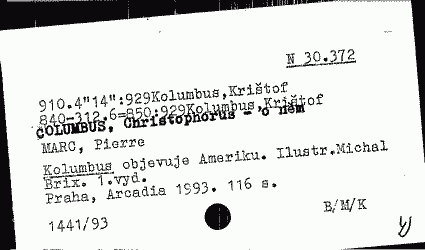 N 30.372
910.4"14":929Kolumbus,Krištof
840-312.6=850:929Kolumbus,Krištof
COLUMBUS, Christophorus - o něm
MARC, Pierre
Kolumbus objevuje Ameriku. Ilustr.Michal
Brix. 1.vyd.
Praha, Arcadia 1993. 116 s.
B/M/K
1441/93